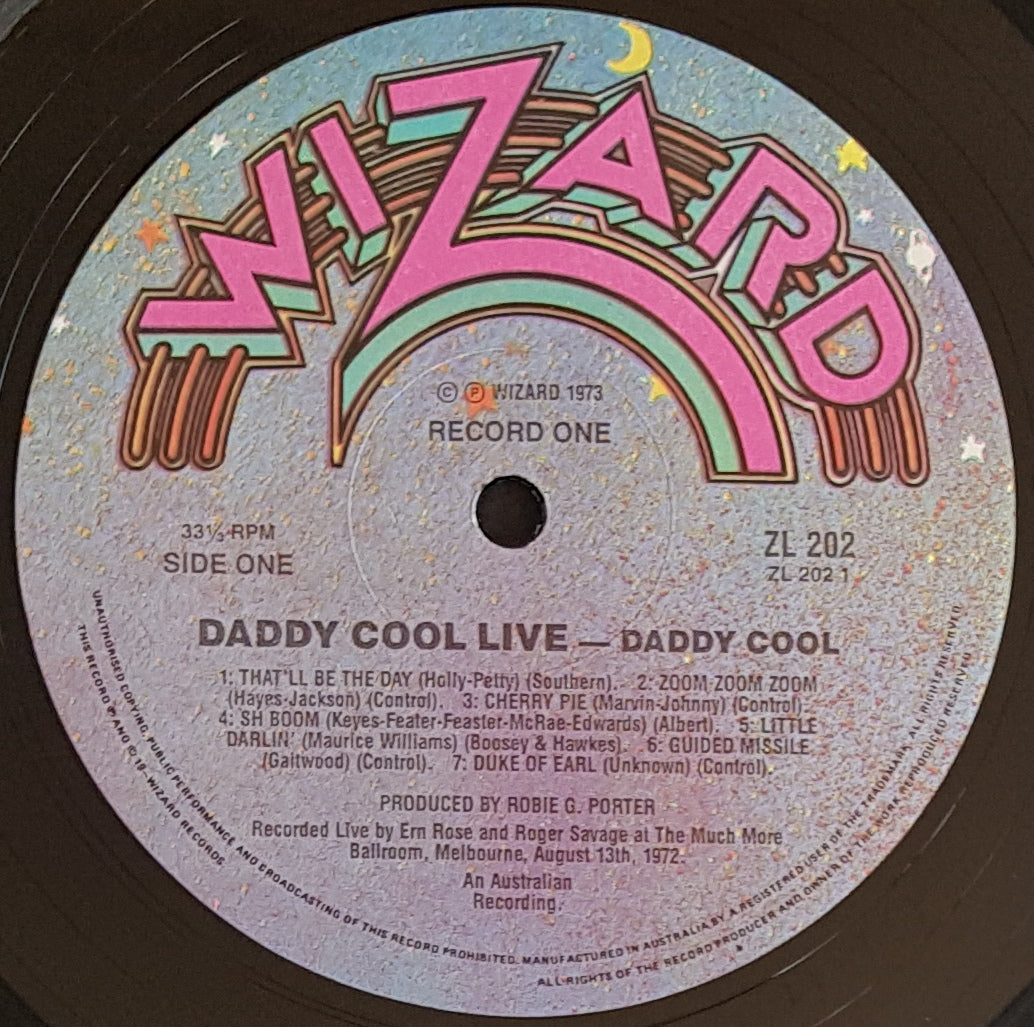 WIZARD
© ℗ WIZARD 1973
RECORD ONE
33⅓ RPM
SIDE ONE
ZL 202
ZL 202 1
DADDY COOL LIVE — DADDY COOL
1: THAT'LL BE THE DAY (Holly-Petty) (Southern). 2: ZOOM ZOOM ZOOM
(Hayes-Jackson) (Control). 3: CHERRY PIE (Marvin-Johnny) (Control).
4: SH BOOM (Keyes-Feater-Feaster-McRae-Edwards) (Albert). 5: LITTLE
DARLIN' (Maurice Williams) (Boosey & Hawkes). 6: GUIDED MISSILE
(Gaitwood) (Control). 7: DUKE OF EARL (Unknown) (Control).
PRODUCED BY ROBIE G. PORTER
Recorded Live by Ern Rose and Roger Savage at The Much More
Ballroom, Melbourne, August 13th, 1972.
An Australian
Recording.
UNAUTHORISED COPYING, PUBLIC PERFORMANCE AND BROADCASTING OF THIS RECORD PROHIBITED. MANUFACTURED IN AUSTRALIA BY A REGISTERED USER OF THE TRADEMARK, ALL RIGHTS RESERVED
THIS RECORD ℗ AND © 19. WIZARD RECORDS. ALL RIGHTS OF THE RECORD PRODUCER AND OWNER OF THE WORK REPRODUCED RESERVED